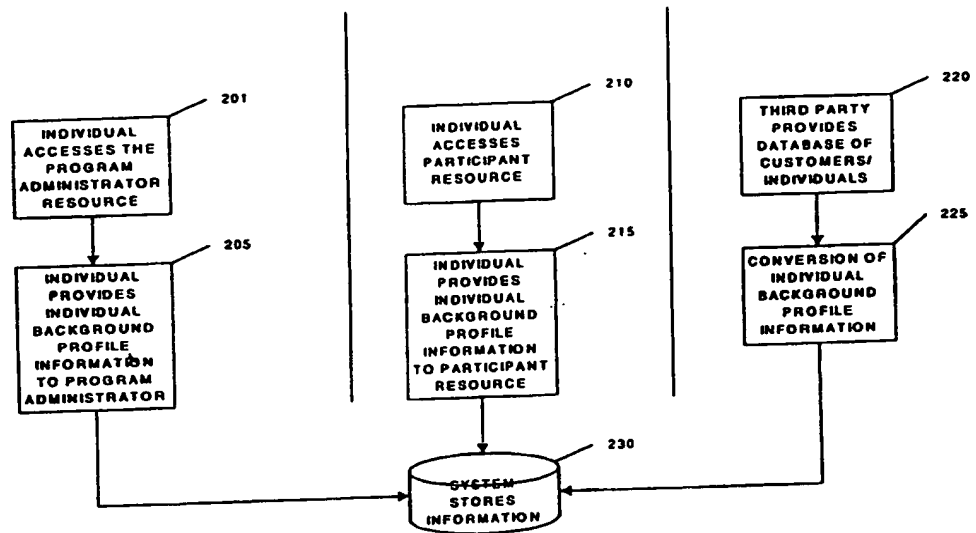 201
INDIVIDUAL
ACCESSES THE
PROGRAM
ADMINISTRATOR
RESOURCE
205
INDIVIDUAL
PROVIDES
INDIVIDUAL
BACKGROUND
PROFILE
INFORMATION
TO PROGRAM
ADMINISTRATOR
210
INDIVIDUAL
ACCESSES
PARTICIPANT
RESOURCE
215
INDIVIDUAL
PROVIDES
INDIVIDUAL
BACKGROUND
PROFILE
INFORMATION
TO PARTICIPANT
RESOURCE
220
THIRD PARTY
PROVIDES
DATABASE OF
CUSTOMERS/
INDIVIDUALS
225
CONVERSION OF
INDIVIDUAL
BACKGROUND
PROFILE
INFORMATION
230
SYSTEM
STORES
INFORMATION